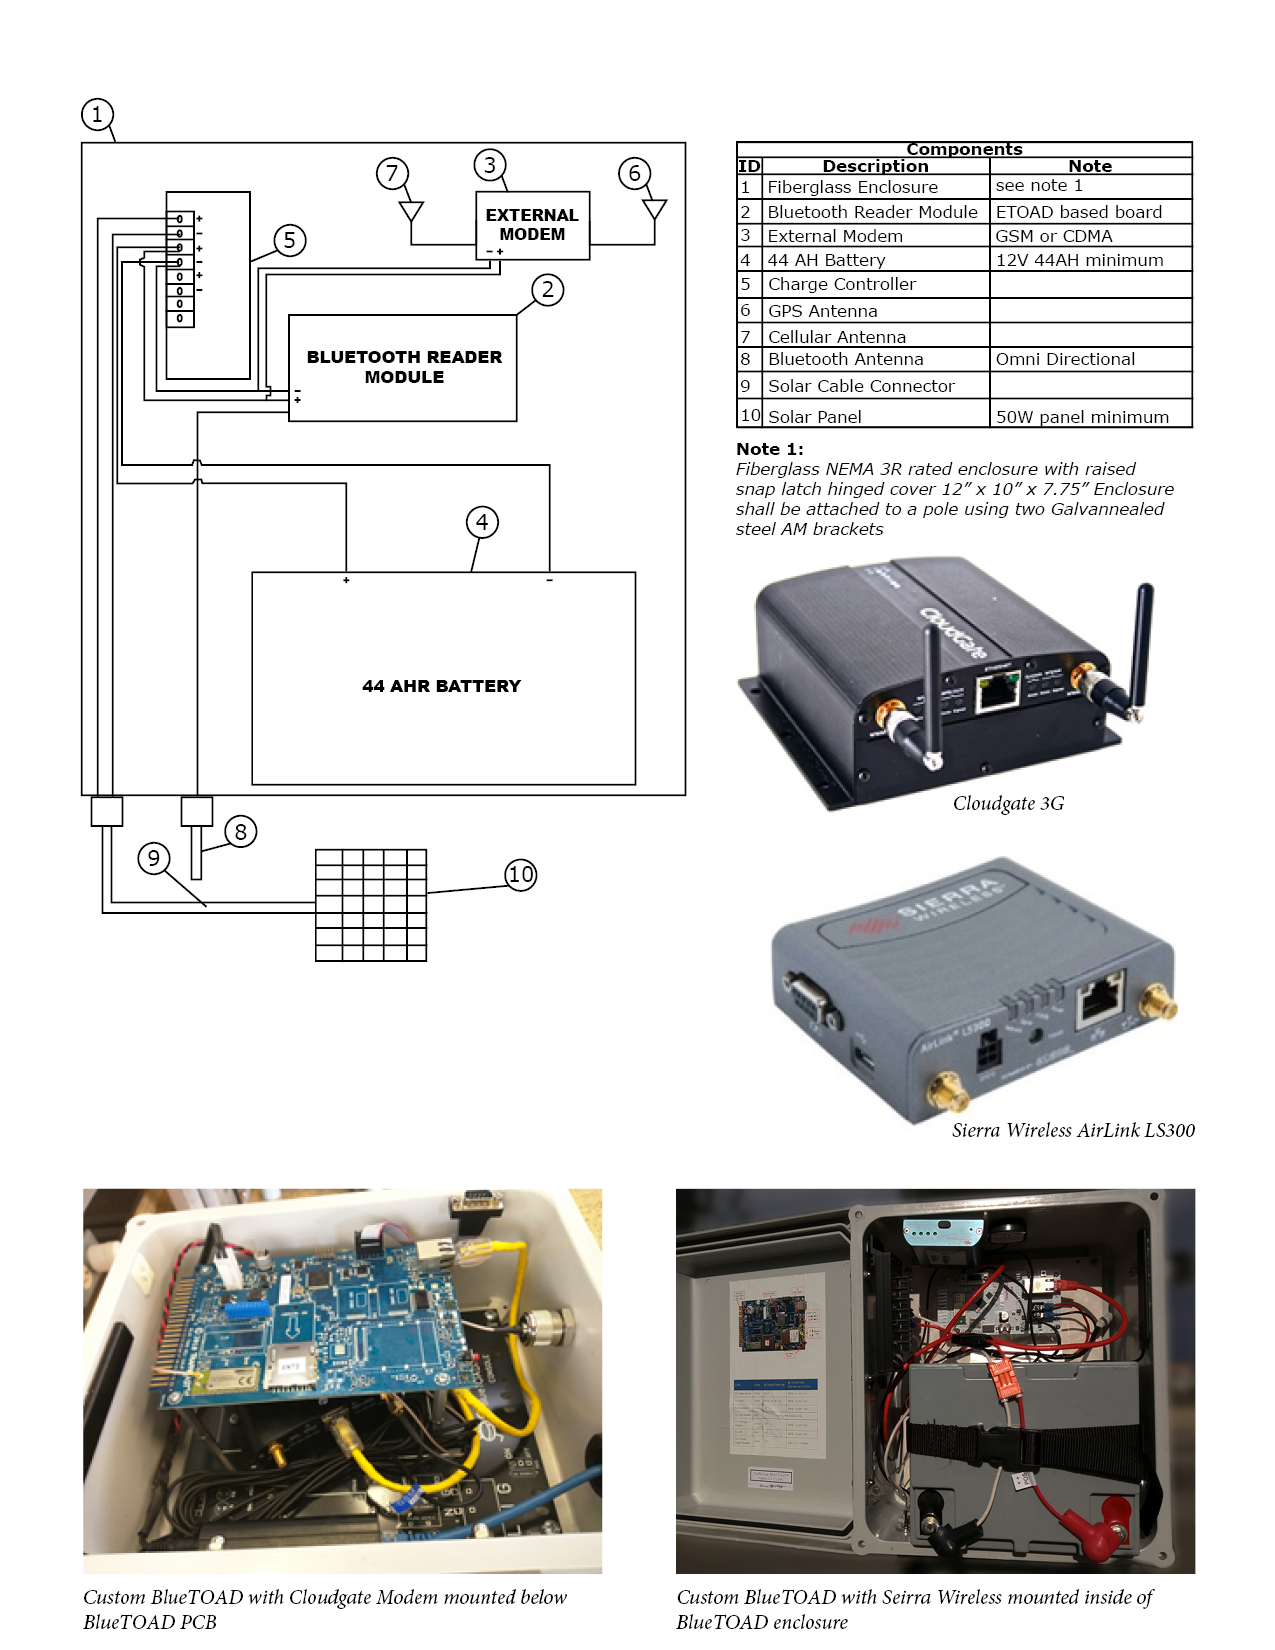 1
7
3
6
EXTERNAL
MODEM
- +
+
-
+
-
+
-
5
2
BLUETOOTH READER
MODULE
-
+
4
+ -
44 AHR BATTERY
8
9
10
Components
ID Description Note
1 Fiberglass Enclosure see note 1
2 Bluetooth Reader Module ETOAD based board
3 External Modem GSM or CDMA
4 44 AH Battery 12V 44AH minimum
5 Charge Controller
6 GPS Antenna
7 Cellular Antenna
8 Bluetooth Antenna Omni Directional
9 Solar Cable Connector
10 Solar Panel 50W panel minimum
Note 1:
Fiberglass NEMA 3R rated enclosure with raised
snap latch hinged cover 12” x 10” x 7.75” Enclosure
shall be attached to a pole using two Galvannealed
steel AM brackets
CloudGate
ETHERNET
Cloudgate 3G
SIERRA
WIRELESS
AirLink® LS300
Sierra Wireless AirLink LS300
POS
Custom BlueTOAD with Cloudgate Modem mounted below
BlueTOAD PCB
Custom BlueTOAD with Seirra Wireless mounted inside of
BlueTOAD enclosure